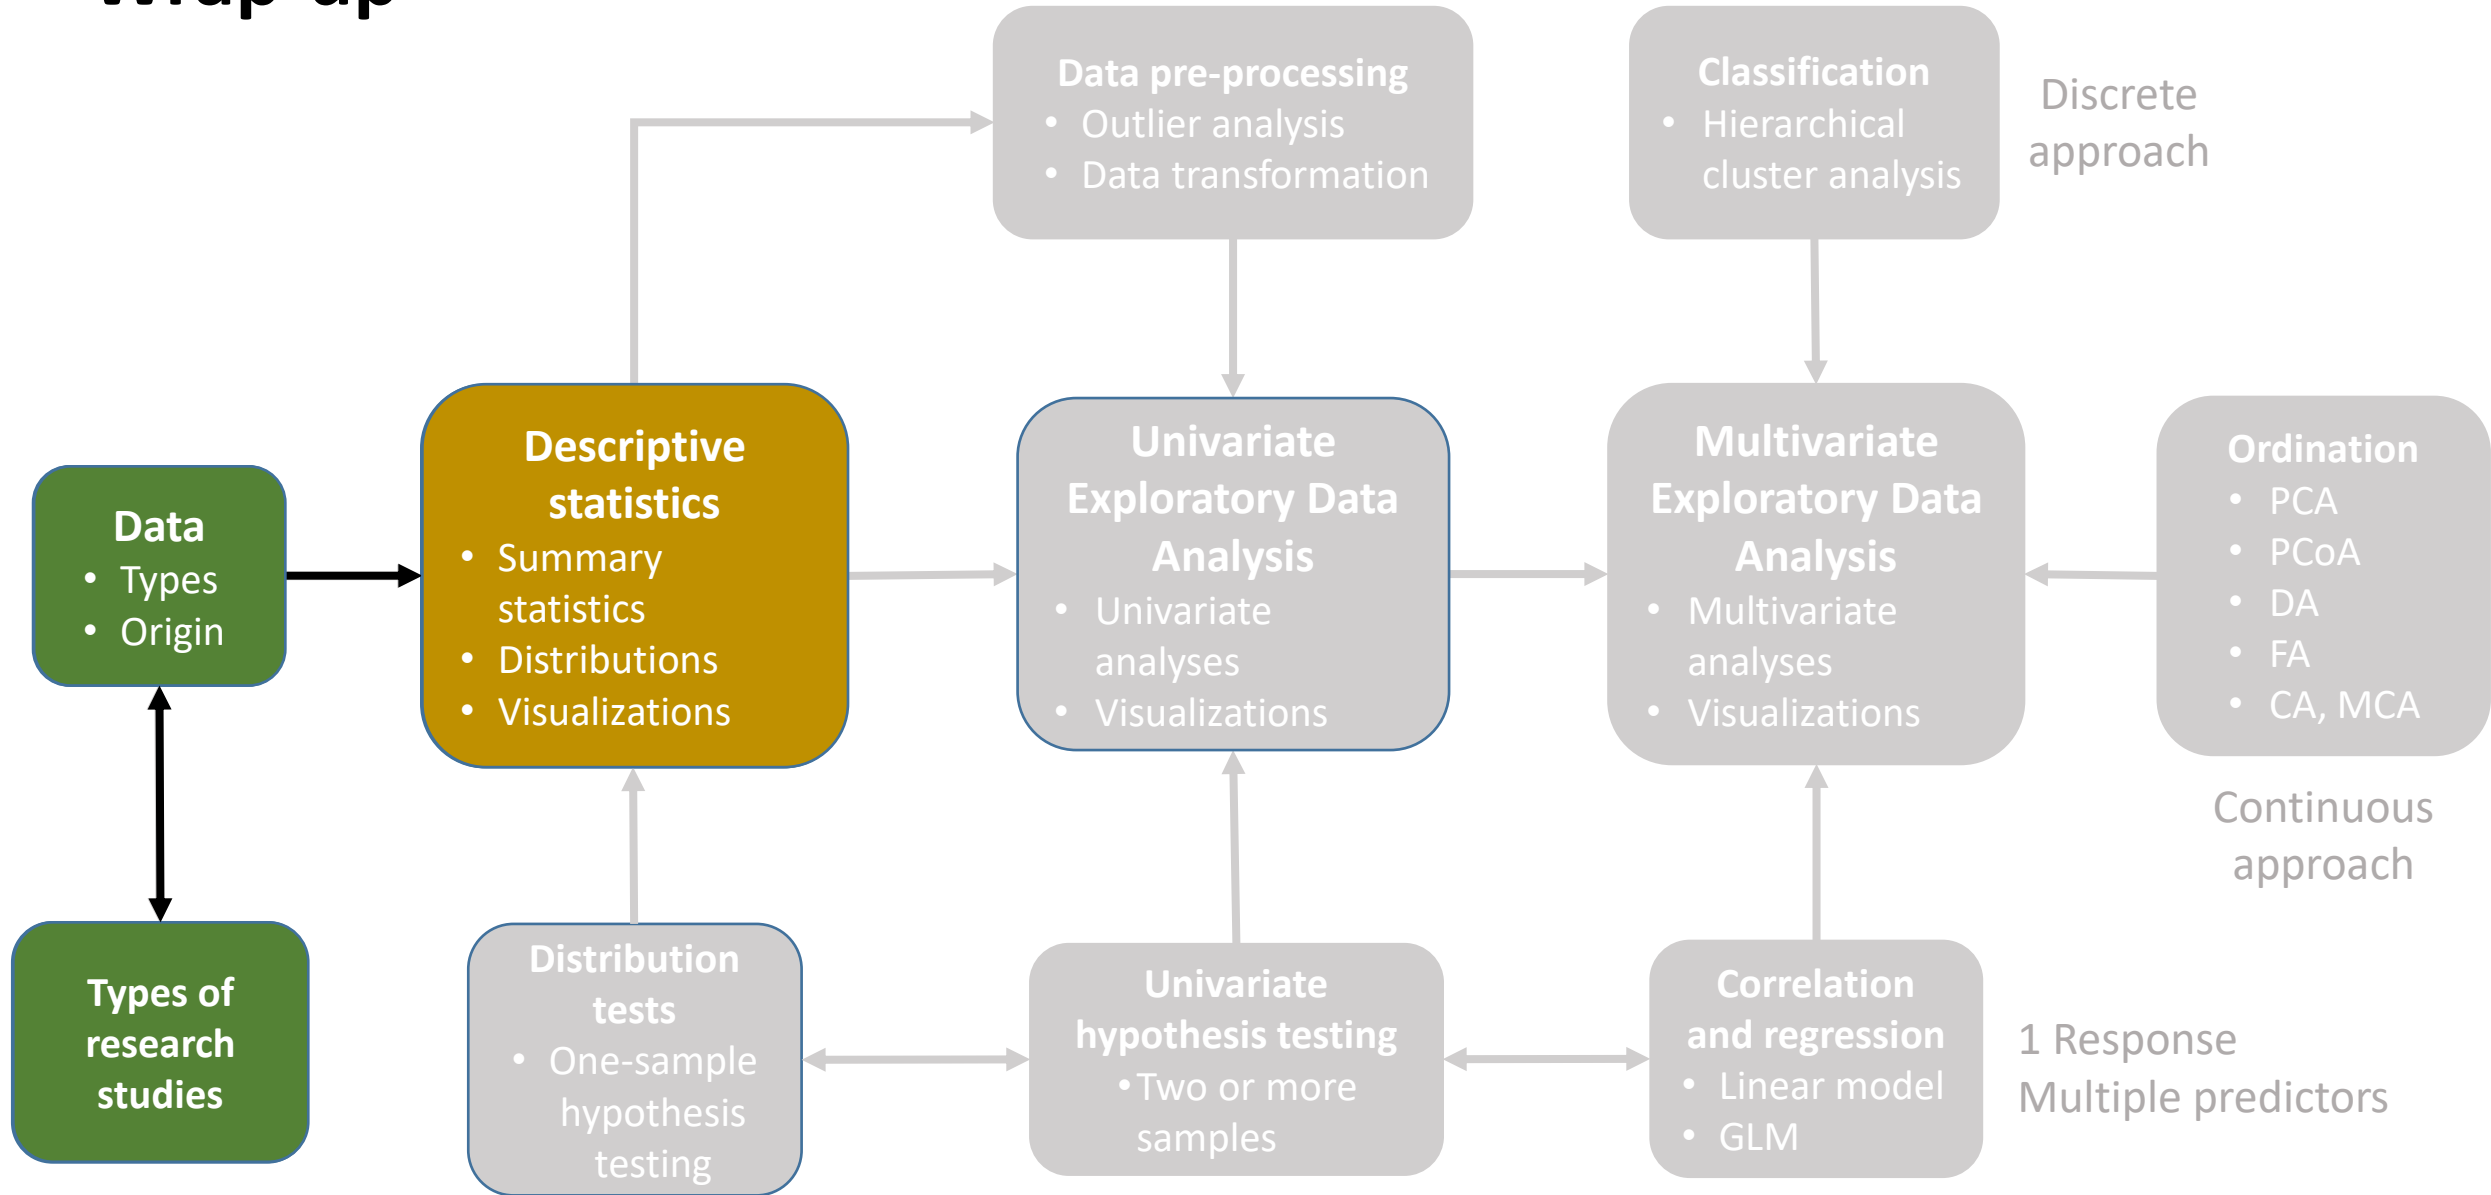 Wrap-up
Data pre-processing
• Outlier analysis
• Data transformation
Classification
• Hierarchical
cluster analysis
Discrete
approach
Data
• Types
• Origin
Descriptive
statistics
• Summary
statistics
• Distributions
• Visualizations
Univariate
Exploratory Data
Analysis
• Univariate
analyses
• Visualizations
Multivariate
Exploratory Data
Analysis
• Multivariate
analyses
• Visualizations
Ordination
• PCA
• PCoA
• DA
• FA
• CA, MCA
Continuous
approach
Types of
research
studies
Distribution
tests
• One-sample
hypothesis
testing
Univariate
hypothesis testing
• Two or more
samples
Correlation
and regression
• Linear model
• GLM
1 Response
Multiple predictors